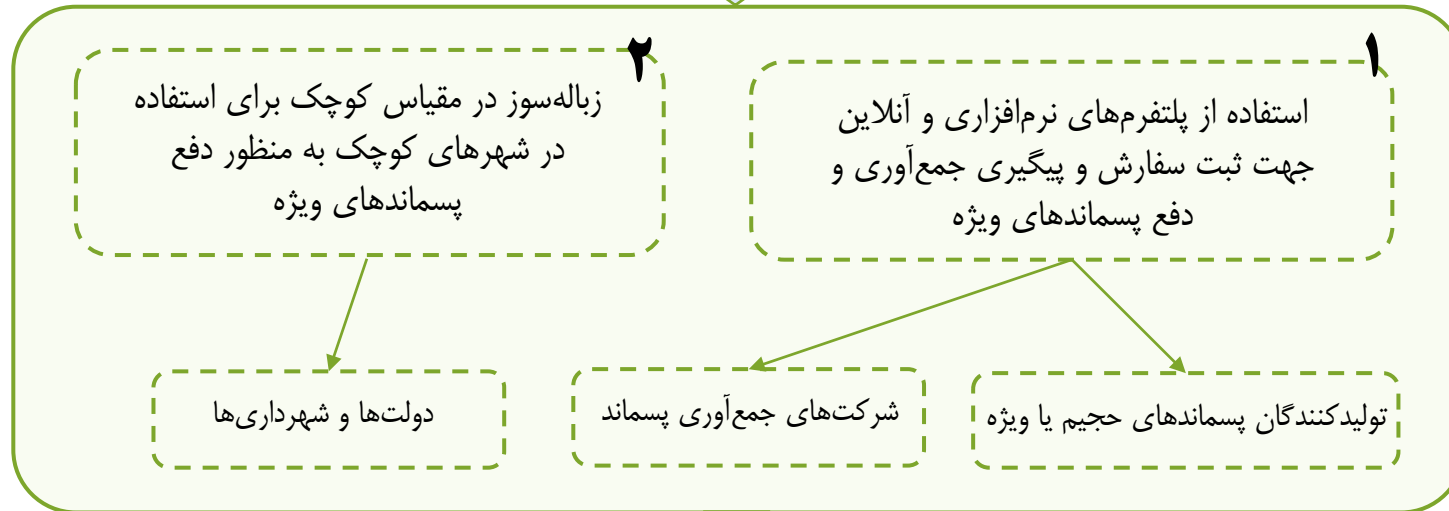 ۱
استفاده از پلتفرم‌های نرم‌افزاری و آنلاین
جهت ثبت سفارش و پیگیری جمع‌آوری و
دفع پسماندهای ویژه
۲
زباله‌سوز در مقیاس کوچک برای استفاده
در شهرهای کوچک به منظور دفع
پسماندهای ویژه
تولیدکنندگان پسماندهای حجیم یا ویژه
شرکت‌های جمع‌آوری پسماند
دولت‌ها و شهرداری‌ها